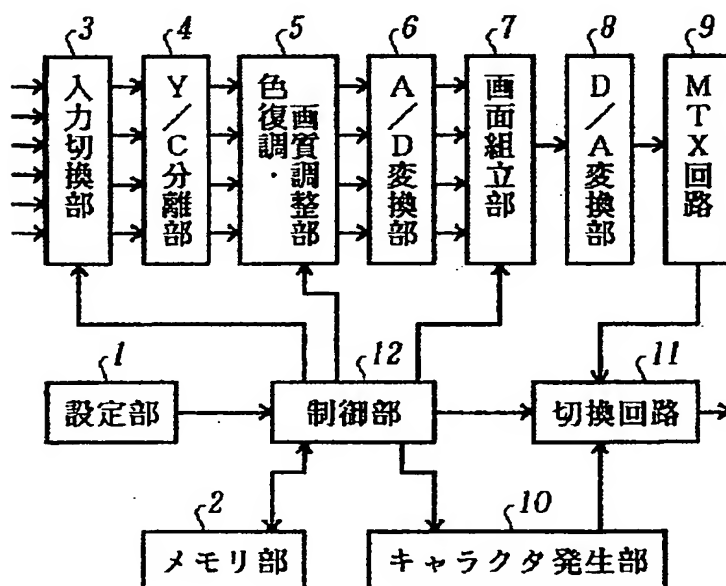 3
4
5
6
7
8
9
入力切換部
Y/C分離部
色復調・
画質調整部
A/D変換部
画面組立部
D/A変換部
MTX回路
1
12
11
設定部
制御部
切換回路
2
10
メモリ部
キャラクタ発生部